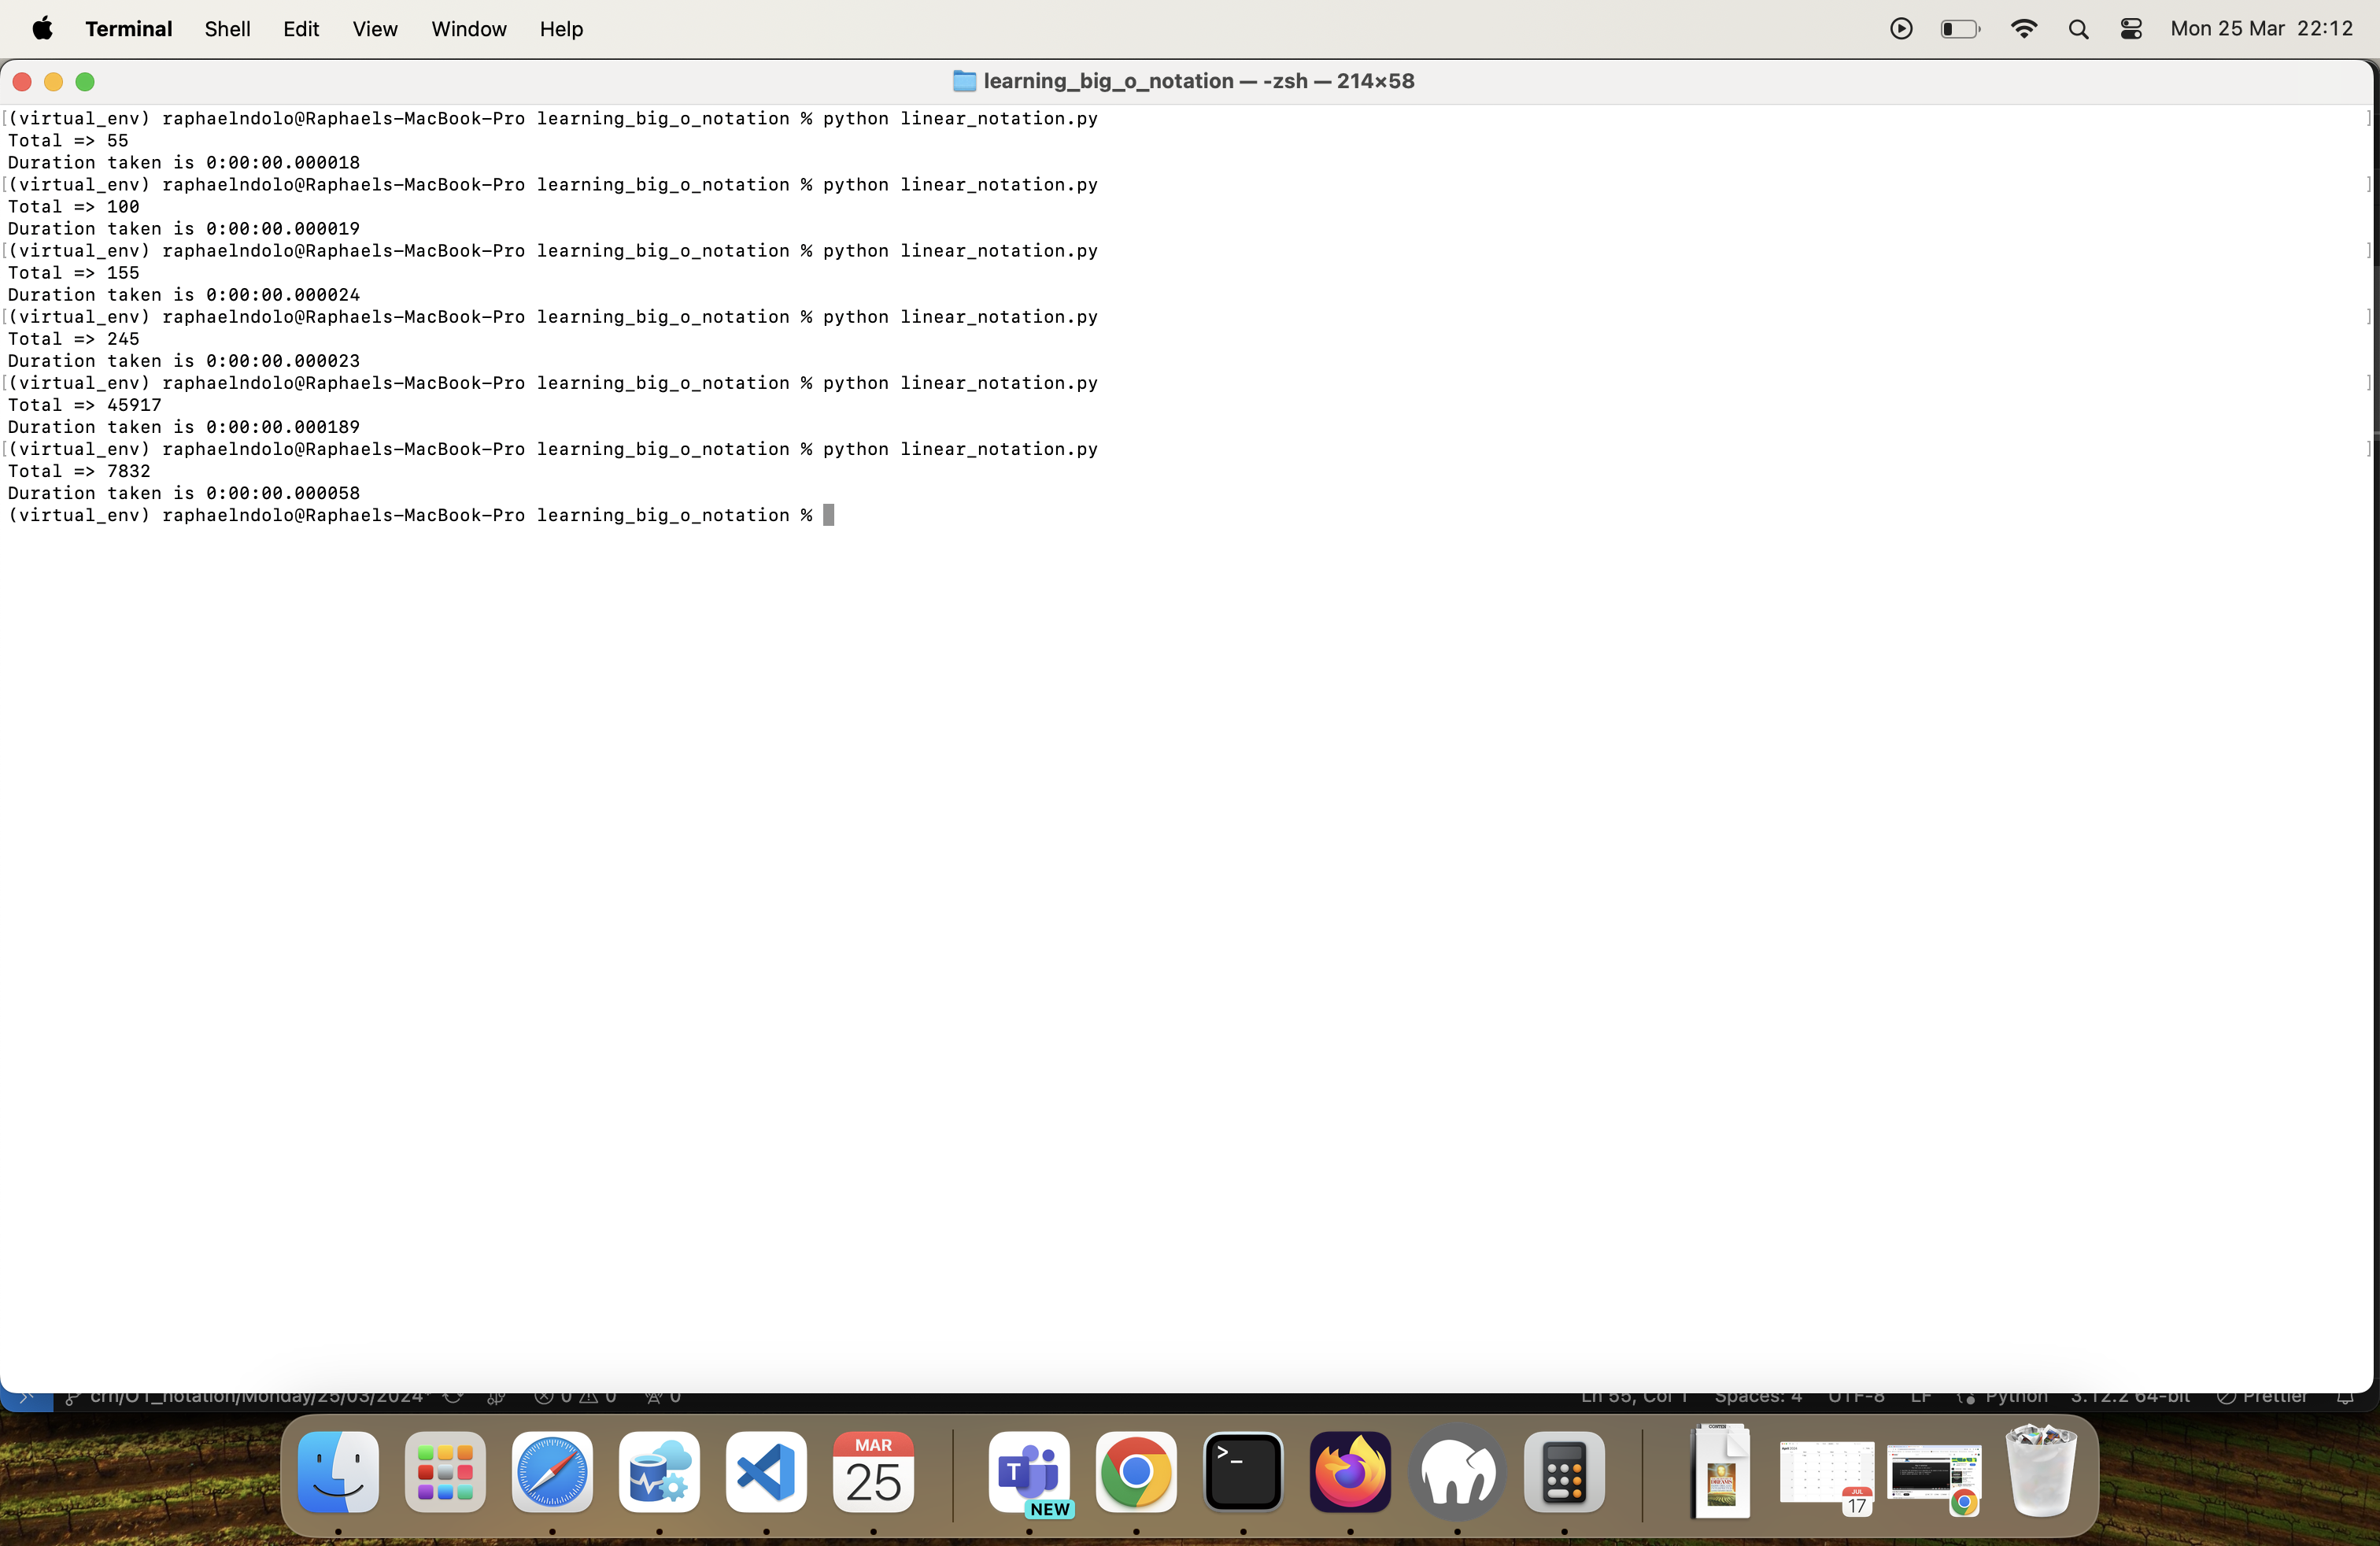 Terminal Shell Edit View Window Help Mon 25 Mar 22:12
learning_big_o_notation — -zsh — 214×58
[(virtual_env) raphaelndolo@Raphaels-MacBook-Pro learning_big_o_notation % python linear_notation.py ]
Total => 55
Duration taken is 0:00:00.000018
[(virtual_env) raphaelndolo@Raphaels-MacBook-Pro learning_big_o_notation % python linear_notation.py ]
Total => 100
Duration taken is 0:00:00.000019
[(virtual_env) raphaelndolo@Raphaels-MacBook-Pro learning_big_o_notation % python linear_notation.py ]
Total => 155
Duration taken is 0:00:00.000024
[(virtual_env) raphaelndolo@Raphaels-MacBook-Pro learning_big_o_notation % python linear_notation.py ]
Total => 245
Duration taken is 0:00:00.000023
[(virtual_env) raphaelndolo@Raphaels-MacBook-Pro learning_big_o_notation % python linear_notation.py ]
Total => 45917
Duration taken is 0:00:00.000189
[(virtual_env) raphaelndolo@Raphaels-MacBook-Pro learning_big_o_notation % python linear_notation.py ]
Total => 7832
Duration taken is 0:00:00.000058
(virtual_env) raphaelndolo@Raphaels-MacBook-Pro learning_big_o_notation %
0 0 0 Ln 55, Col 1 Spaces: 4 UTF-8 LF Python 3.12.2 64-bit Prettier
MAR
25
T
NEW
>_
JUL
17